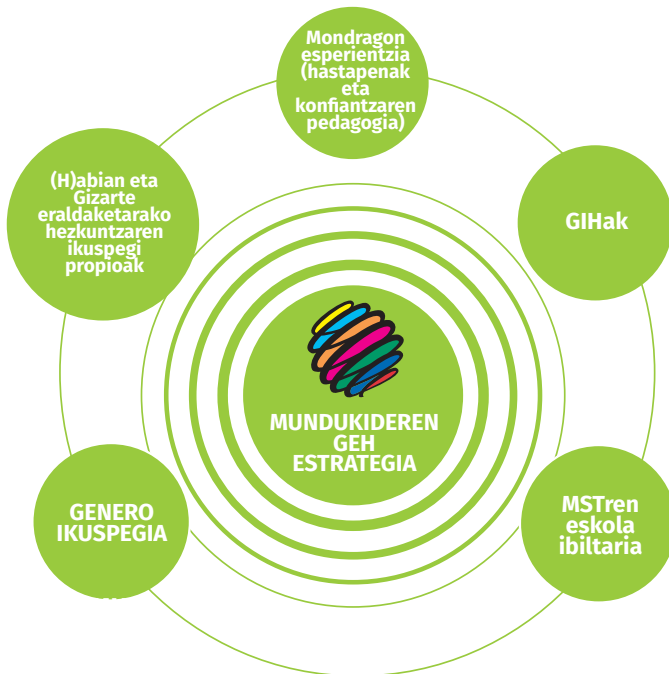 Mondragon
esperientzia
(hastapenak
eta
konfiantzaren
pedagogia)
(H)abian eta
Gizarte
eraldaketarako
hezkuntzaren
ikuspegi
propioak
GIHak
MUNDUKIDEREN
GEH
ESTRATEGIA
GENERO
IKUSPEGIA
MSTren
eskola
ibiltaria